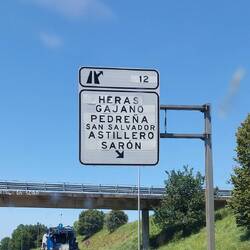 12
HERAS
GAJANO
PEDREÑA
SAN SALVADOR
ASTILLERO
SARÓN